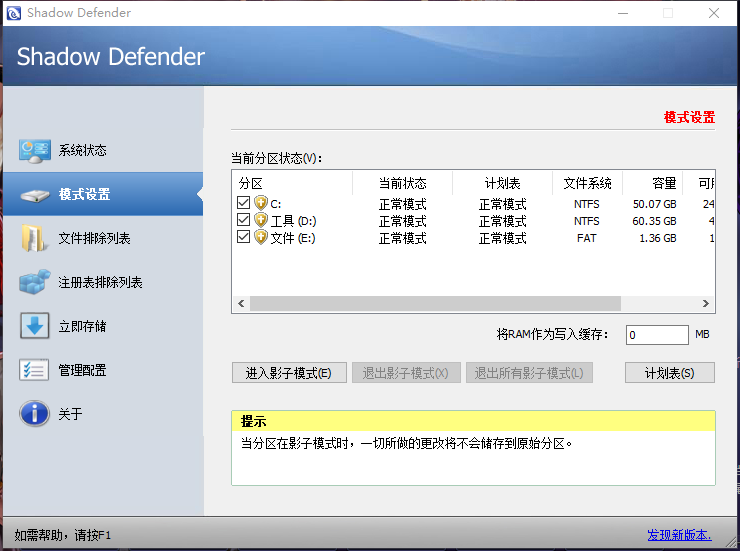 Shadow Defender
Shadow Defender
模式设置
系统状态
模式设置
文件排除列表
注册表排除列表
立即存储
管理配置
关于
当前分区状态(V):
分区 当前状态 计划表 文件系统 容量
C: 正常模式 正常模式 NTFS 50.07 GB 24
工具 (D:) 正常模式 正常模式 NTFS 60.35 GB 4
文件 (E:) 正常模式 正常模式 FAT 1.36 GB 1
将RAM作为写入缓存: 0 MB
进入影子模式(E) 退出影子模式(X) 退出所有影子模式(L) 计划表(S)
提示
当分区在影子模式时，一切所做的更改将不会储存到原始分区。
如需帮助，请按F1 发现新版本.